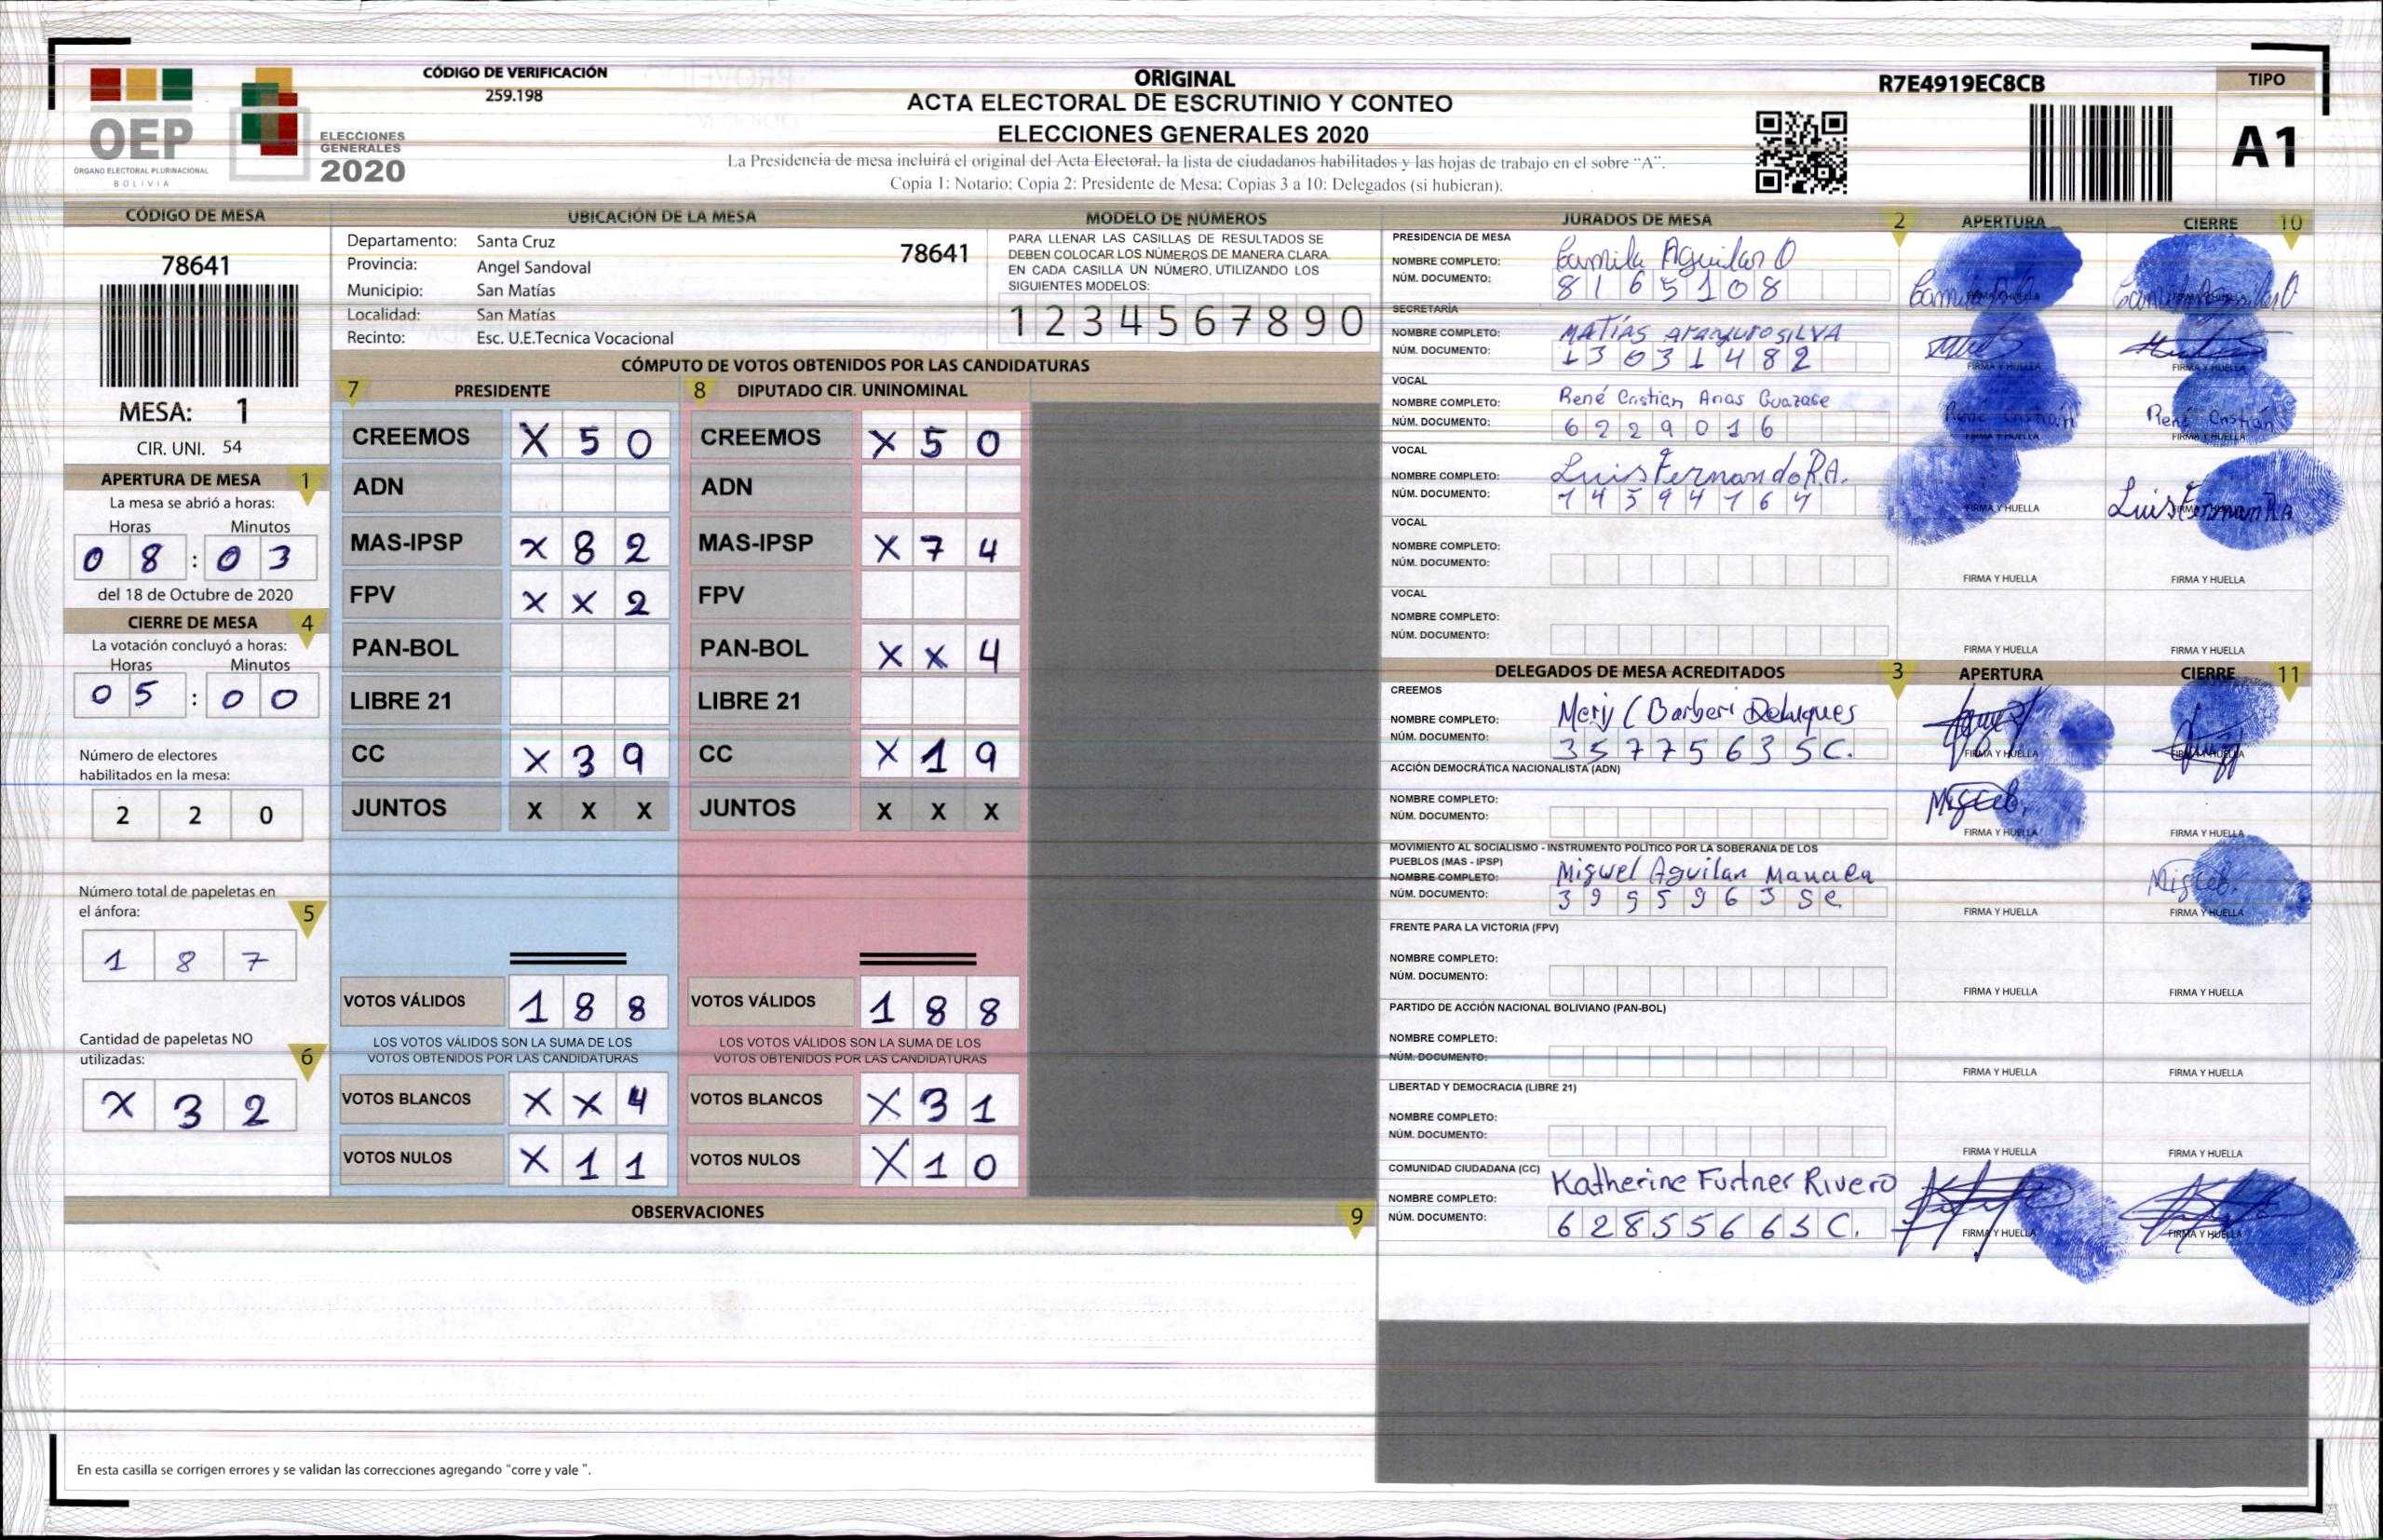 CÓDIGO DE VERIFICACIÓN
259.198
ORIGINAL
ACTA ELECTORAL DE ESCRUTINIO Y CONTEO
ELECCIONES GENERALES 2020
La Presidencia de mesa incluirá el original del Acta Electoral, la lista de ciudadanos habilitados y las hojas de trabajo en el sobre "A".
Copia 1: Notario; Copia 2: Presidente de Mesa; Copias 3 a 10: Delegados (si hubieran).
R7E4919EC8CB
TIPO
A1
OEP
ÓRGANO ELECTORAL PLURINACIONAL
BOLIVIA
ELECCIONES
GENERALES
2020
CÓDIGO DE MESA
78641
MESA: 1
CIR. UNI. 54
APERTURA DE MESA 1
La mesa se abrió a horas:
Horas Minutos
0 8 : 0 3
del 18 de Octubre de 2020
CIERRE DE MESA 4
La votación concluyó a horas:
Horas Minutos
0 5 : 0 0
Número de electores
habilitados en la mesa:
2 2 0
Número total de papeletas en
el ánfora:
5
1 8 7
Cantidad de papeletas NO
utilizadas:
6
X 3 2
UBICACIÓN DE LA MESA
Departamento: Santa Cruz
78641
Provincia: Angel Sandoval
Municipio: San Matías
Localidad: San Matías
Recinto: Esc. U.E.Tecnica Vocacional
MODELO DE NÚMEROS
PARA LLENAR LAS CASILLAS DE RESULTADOS SE
DEBEN COLOCAR LOS NÚMEROS DE MANERA CLARA.
EN CADA CASILLA UN NÚMERO, UTILIZANDO LOS
SIGUIENTES MODELOS:
1 2 3 4 5 6 7 8 9 0
CÓMPUTO DE VOTOS OBTENIDOS POR LAS CANDIDATURAS
7 PRESIDENTE 8 DIPUTADO CIR. UNINOMINAL
CREEMOS X 5 0 CREEMOS X 5 0
ADN ADN
MAS-IPSP X 8 2 MAS-IPSP X 7 4
FPV X X 2 FPV
PAN-BOL PAN-BOL X X 4
LIBRE 21 LIBRE 21
CC X 3 9 CC X 1 9
JUNTOS X X X JUNTOS X X X
VOTOS VÁLIDOS 1 8 8 VOTOS VÁLIDOS 1 8 8
LOS VOTOS VÁLIDOS SON LA SUMA DE LOS LOS VOTOS VÁLIDOS SON LA SUMA DE LOS
VOTOS OBTENIDOS POR LAS CANDIDATURAS VOTOS OBTENIDOS POR LAS CANDIDATURAS
VOTOS BLANCOS X X 4 VOTOS BLANCOS X 3 1
VOTOS NULOS X 1 1 VOTOS NULOS X 1 0
OBSERVACIONES 9
En esta casilla se corrigen errores y se validan las correcciones agregando "corre y vale ".
JURADOS DE MESA 2 APERTURA CIERRE 10
PRESIDENCIA DE MESA
NOMBRE COMPLETO: Camila Aguilar O
NÚM. DOCUMENTO: 8 1 6 5 1 0 8
FIRMA Y HUELLA
SECRETARÍA
NOMBRE COMPLETO: MATÍAS SILVA
NÚM. DOCUMENTO: 1 3 0 3 1 4 8 2
FIRMA Y HUELLA FIRMA Y HUELLA
VOCAL
NOMBRE COMPLETO: René Cristian Arias Guazase
NÚM. DOCUMENTO: 6 2 2 9 0 1 6
René Cristián René Cristián
FIRMA Y HUELLA FIRMA Y HUELLA
VOCAL
NOMBRE COMPLETO: Luis Fernando R.A.
NÚM. DOCUMENTO:
FIRMA Y HUELLA
VOCAL
NOMBRE COMPLETO:
NÚM. DOCUMENTO:
FIRMA Y HUELLA FIRMA Y HUELLA
VOCAL
NOMBRE COMPLETO:
NÚM. DOCUMENTO:
FIRMA Y HUELLA FIRMA Y HUELLA
DELEGADOS DE MESA ACREDITADOS 3 APERTURA CIERRE 11
CREEMOS
NOMBRE COMPLETO: Mery Barberi
NÚM. DOCUMENTO: 3 5 7 7 5 6 3 S C.
FIRMA Y HUELLA FIRMA Y HUELLA
ACCIÓN DEMOCRÁTICA NACIONALISTA (ADN)
NOMBRE COMPLETO:
NÚM. DOCUMENTO:
FIRMA Y HUELLA FIRMA Y HUELLA
MOVIMIENTO AL SOCIALISMO - INSTRUMENTO POLÍTICO POR LA SOBERANIA DE LOS
PUEBLOS (MAS - IPSP)
NOMBRE COMPLETO: Miguel Aguilar
NÚM. DOCUMENTO: 3 9 9 5 9 6 3 S C
FIRMA Y HUELLA FIRMA Y HUELLA
FRENTE PARA LA VICTORIA (FPV)
NOMBRE COMPLETO:
NÚM. DOCUMENTO:
FIRMA Y HUELLA FIRMA Y HUELLA
PARTIDO DE ACCIÓN NACIONAL BOLIVIANO (PAN-BOL)
NOMBRE COMPLETO:
NÚM. DOCUMENTO:
FIRMA Y HUELLA FIRMA Y HUELLA
LIBERTAD Y DEMOCRACIA (LIBRE 21)
NOMBRE COMPLETO:
NÚM. DOCUMENTO:
FIRMA Y HUELLA FIRMA Y HUELLA
COMUNIDAD CIUDADANA (CC)
NOMBRE COMPLETO: Katherine Furtner Rivero
NÚM. DOCUMENTO: 6 2 8 5 5 6 6 S C.
FIRMA Y HUELLA FIRMA Y HUELLA